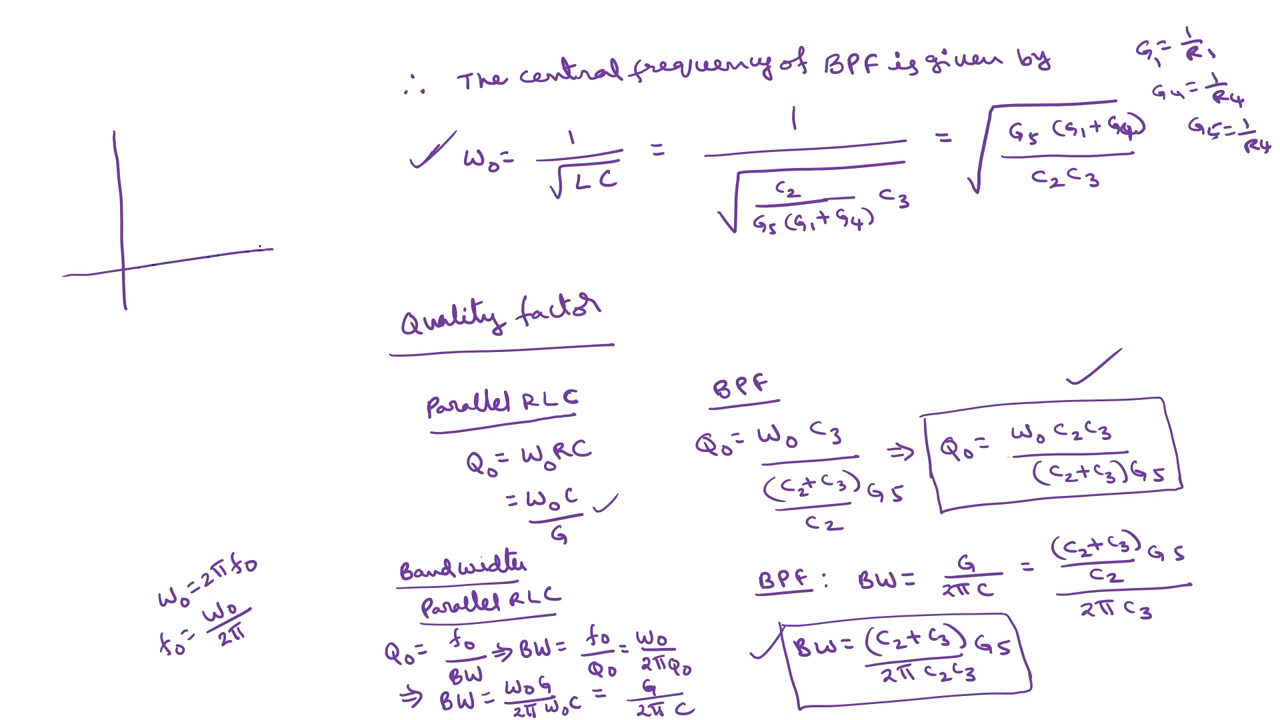 ∴ The central frequency of BPF is given by
G₁ = 1/R₁
G₄ = 1/R₄
G₅ = 1/R₄
✓ W₀ = 1/√(LC) = 1/√(C₂/(G₅(G₁+G₄)) C₃) = √(G₅(G₁+G₄)/(C₂C₃))
Quality factor
Parallel RLC
Q₀ = W₀RC
= W₀C/G ✓
BPF
Q₀ = W₀C₃/((C₂+C₃)/C₂ G5) ⇒ Q₀ = W₀C₂C₃/((C₂+C₃)G5) ✓
W₀ = 2πf₀
f₀ = W₀/2π
Bandwidter
Parallel RLC
Q₀ = f₀/BW ⇒ BW = f₀/Q₀ = W₀/2πQ₀
⇒ BW = W₀G/2πW₀C = G/2πC
BPF : BW = G/2πC = ((C₂+C₃)/C₂ G5)/2πC₃
✓ BW = (C₂+C₃)/(2πC₂C₃) G5